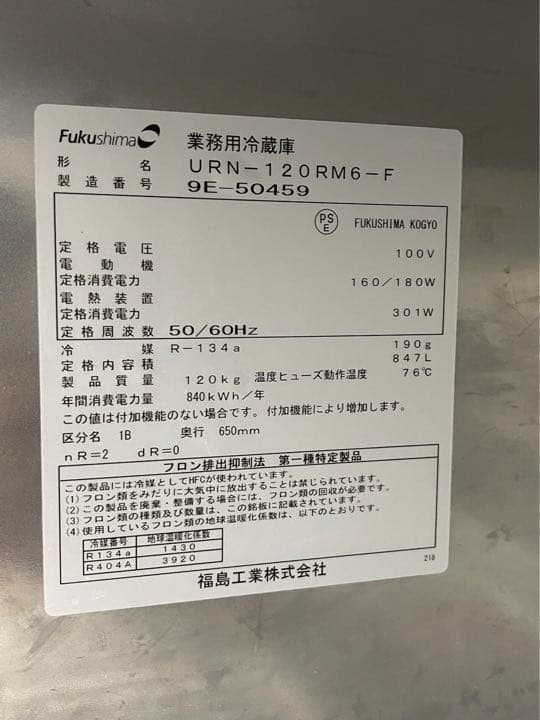 Fukushima 業務用冷蔵庫
形名 URN-120RM6-F
製造番号 9E-50459
PS E FUKUSHIMA KOGYO
定格電圧 100V
電動機
定格消費電力 160/180W
電熱装置
定格消費電力 301W
定格周波数 50/60Hz
冷媒 R-134a 190g
定格内容積 847L
製品質量 120kg 温度ヒューズ動作温度 76℃
年間消費電力量 840kWh/年
この値は付加機能のない場合です。付加機能により増加します。
区分名 1B 奥行 650mm
nR=2 dR=0
フロン排出抑制法 第一種特定製品
この製品には冷媒としてHFCが使われています。
(1)フロン類をみだりに大気中に放出することは禁じられています。
(2)この製品を廃棄・整備する場合には、フロン類の回収が必要です。
(3)フロン類の種類及び数量は、この銘板に記載されています。
(4)使用しているフロン類の地球温暖化係数は、以下のとおりです。
冷媒番号 地球温暖化係数
R134a 1430
R404A 3920
210
福島工業株式会社